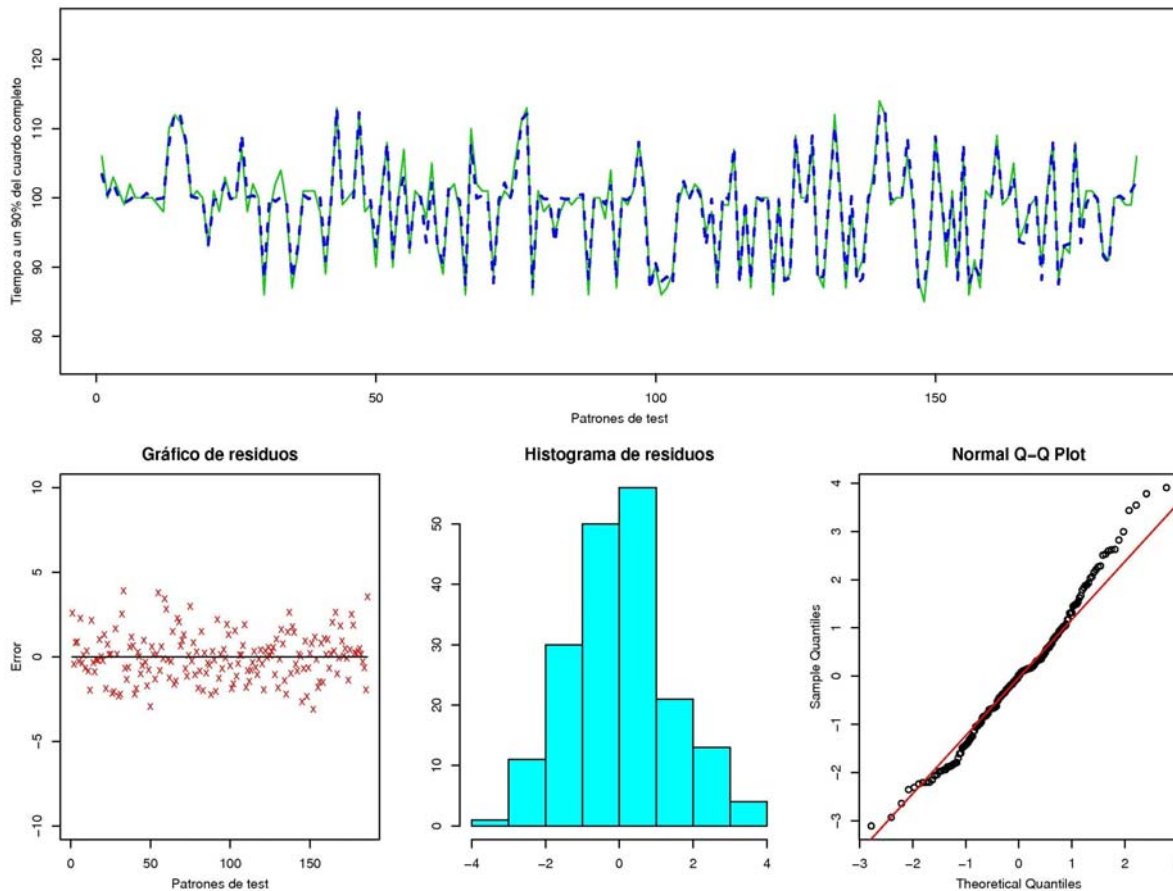 Tiempo a un 90% del cuardo completo
120
110
100
90
80
0 50 100 150
Patrones de test
Gráfico de residuos
Error
10
5
0
−5
−10
0 50 100 150
Patrones de test
Histograma de residuos
50
40
30
20
10
0
−4 −2 0 2 4
Normal Q−Q Plot
Sample Quantiles
4
3
2
1
0
−1
−2
−3
−3 −2 −1 0 1 2
Theoretical Quantiles